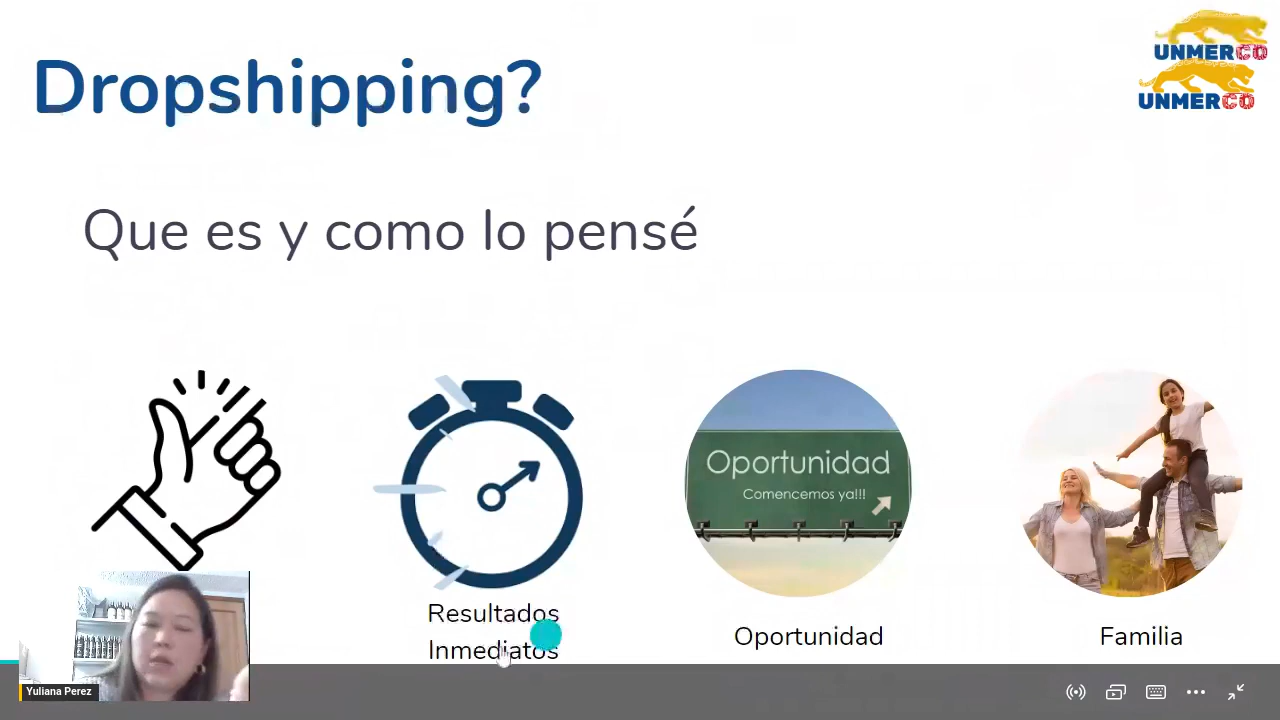 Dropshipping?
UNMERCO
UNMERCO
Que es y como lo pensé
Oportunidad
Comencemos ya!!!
Resultados
Inmediatos
Oportunidad
Familia
Yuliana Perez